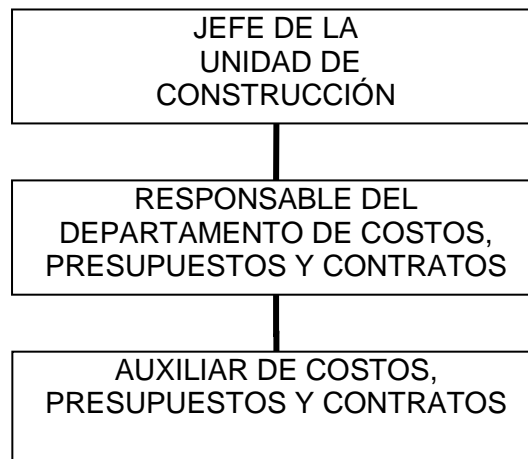 JEFE DE LA
UNIDAD DE
CONSTRUCCIÓN
RESPONSABLE DEL
DEPARTAMENTO DE COSTOS,
PRESUPUESTOS Y CONTRATOS
AUXILIAR DE COSTOS,
PRESUPUESTOS Y CONTRATOS